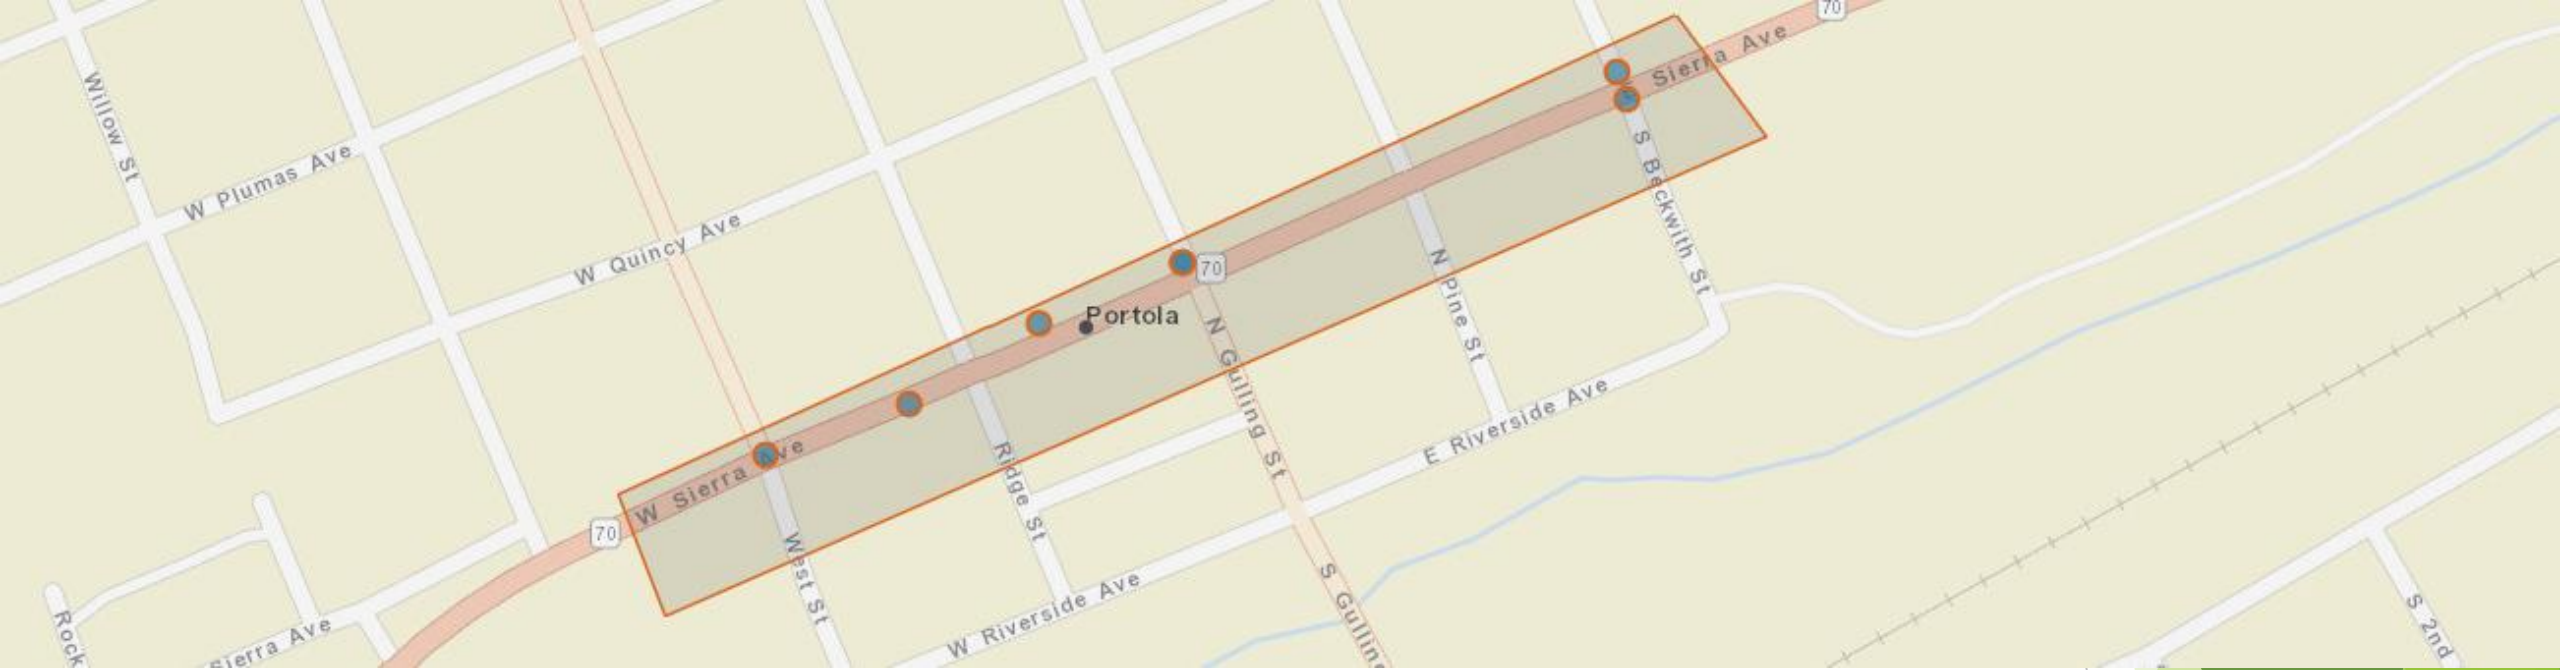 70
Sierra Ave
Willow St
W Plumas Ave
S Beckwith St
W Quincy Ave
70
N Pine St
Portola
N Gulling St
E Riverside Ave
W Sierra Ave
Ridge St
70
West St
S Gulling
W Riverside Ave
Rock
Sierra Ave
S 2nd